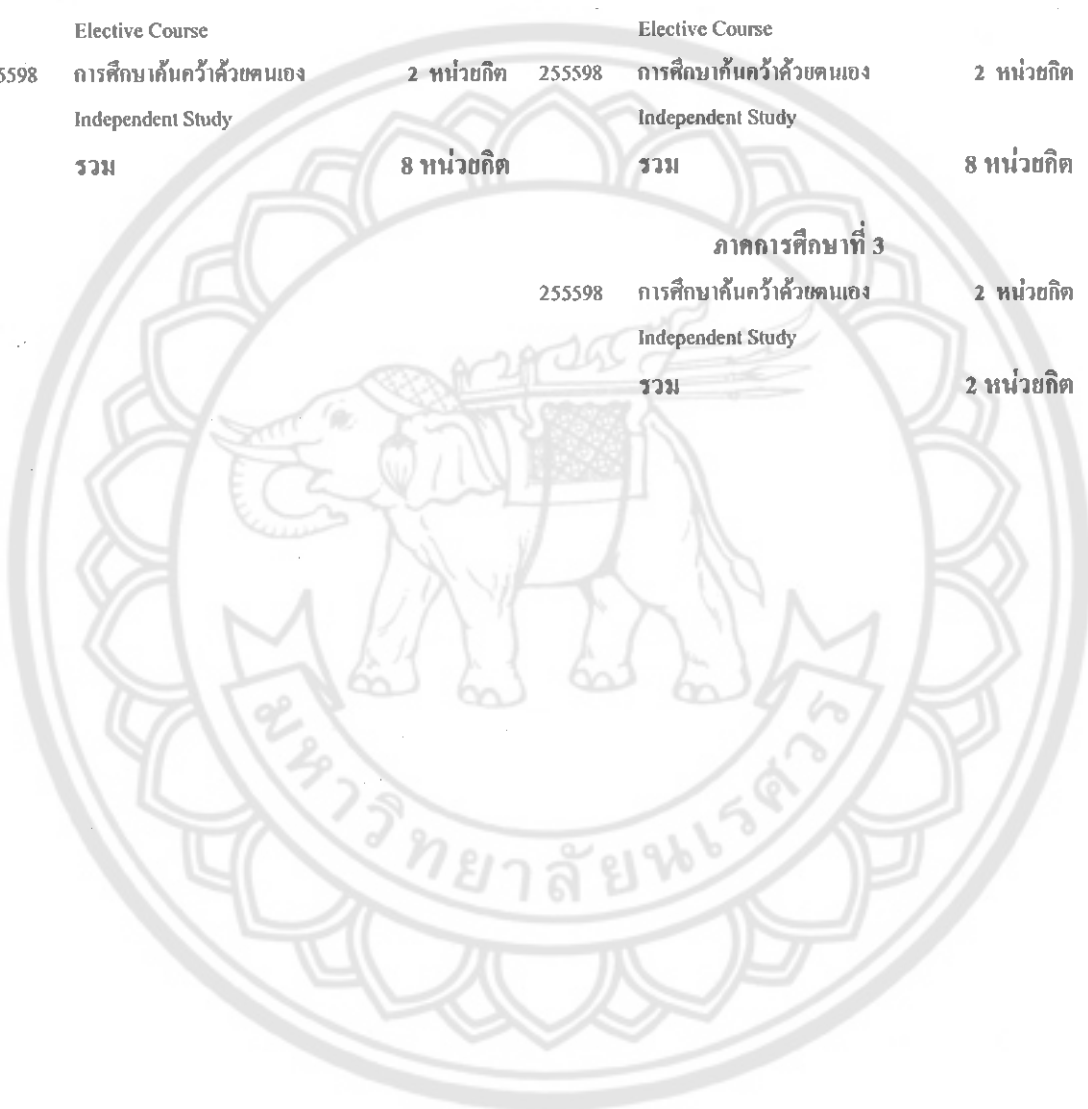 Elective Course Elective Course
5598 การศึกษาค้นคว้าด้วยตนเอง 2 หน่วยกิต 255598 การศึกษาค้นคว้าด้วยตนเอง 2 หน่วยกิต
Independent Study Independent Study
รวม 8 หน่วยกิต รวม 8 หน่วยกิต
ภาคการศึกษาที่ 3
255598 การศึกษาค้นคว้าด้วยตนเอง 2 หน่วยกิต
Independent Study
รวม 2 หน่วยกิต
มหาวิทยาลัยนเรศวร